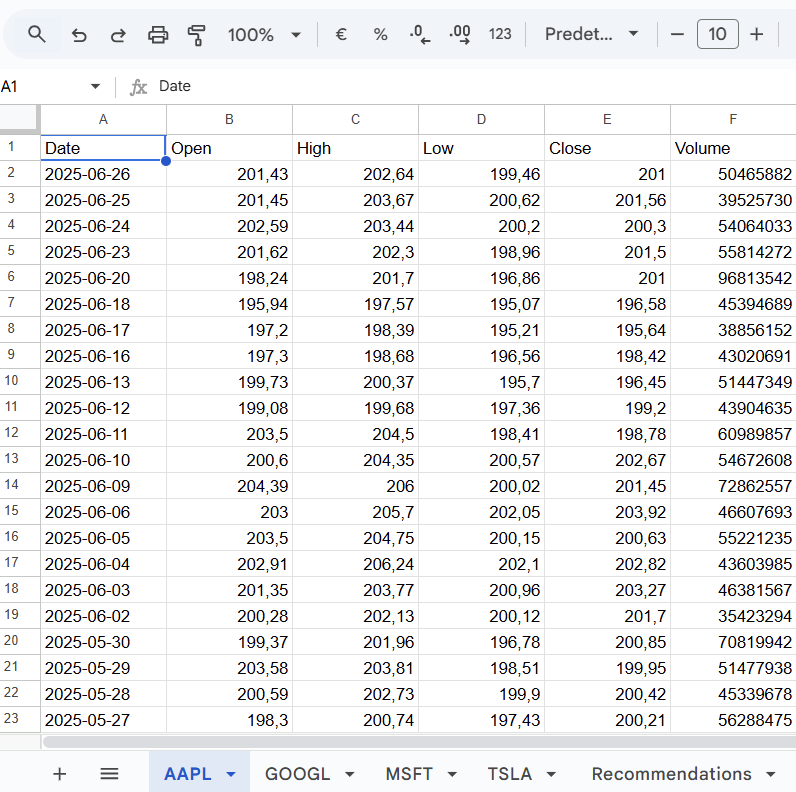 100% € % .0 .00 123 Predet... − 10 +
A1 fx Date
A B C D E F
1 Date Open High Low Close Volume
2 2025-06-26 201,43 202,64 199,46 201 50465882
3 2025-06-25 201,45 203,67 200,62 201,56 39525730
4 2025-06-24 202,59 203,44 200,2 200,3 54064033
5 2025-06-23 201,62 202,3 198,96 201,5 55814272
6 2025-06-20 198,24 201,7 196,86 201 96813542
7 2025-06-18 195,94 197,57 195,07 196,58 45394689
8 2025-06-17 197,2 198,39 195,21 195,64 38856152
9 2025-06-16 197,3 198,68 196,56 198,42 43020691
10 2025-06-13 199,73 200,37 195,7 196,45 51447349
11 2025-06-12 199,08 199,68 197,36 199,2 43904635
12 2025-06-11 203,5 204,5 198,41 198,78 60989857
13 2025-06-10 200,6 204,35 200,57 202,67 54672608
14 2025-06-09 204,39 206 200,02 201,45 72862557
15 2025-06-06 203 205,7 202,05 203,92 46607693
16 2025-06-05 203,5 204,75 200,15 200,63 55221235
17 2025-06-04 202,91 206,24 202,1 202,82 43603985
18 2025-06-03 201,35 203,77 200,96 203,27 46381567
19 2025-06-02 200,28 202,13 200,12 201,7 35423294
20 2025-05-30 199,37 201,96 196,78 200,85 70819942
21 2025-05-29 203,58 203,81 198,51 199,95 51477938
22 2025-05-28 200,59 202,73 199,9 200,42 45339678
23 2025-05-27 198,3 200,74 197,43 200,21 56288475
+ AAPL GOOGL MSFT TSLA Recommendations